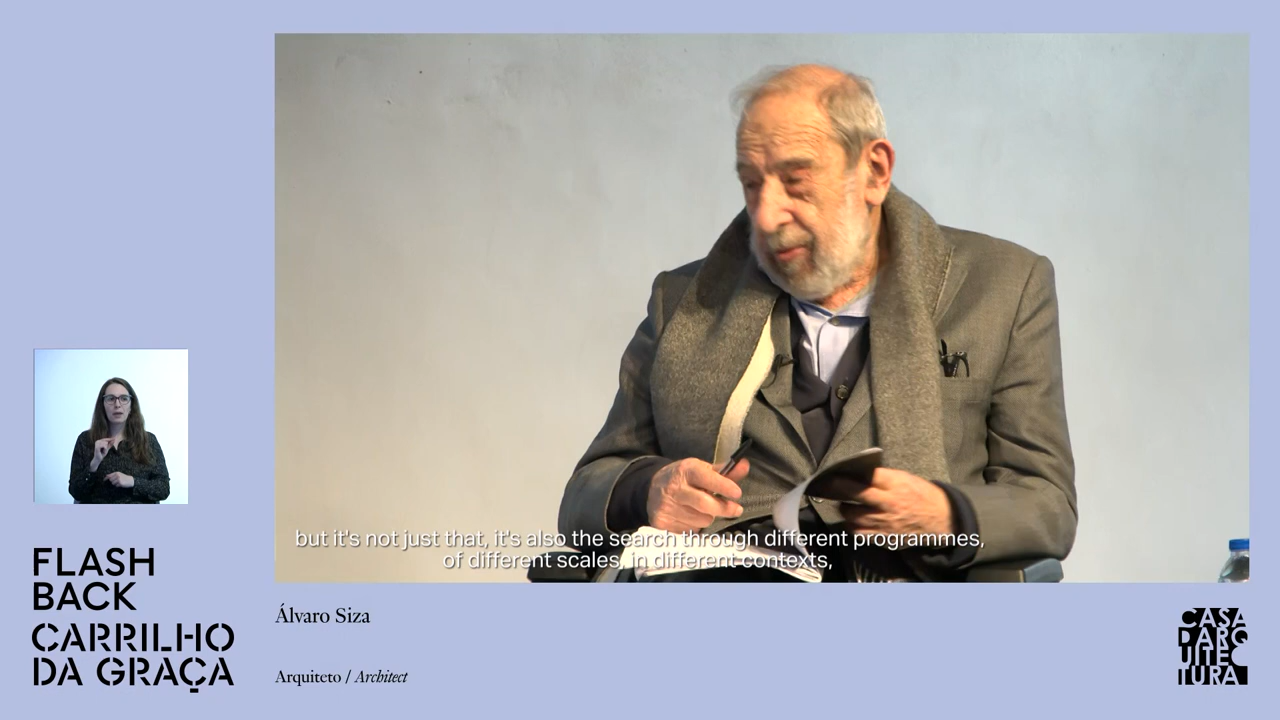 but it's not just that, it's also the search through different programmes,
of different scales, in different contexts,
FLASH
BACK
CARRILHO
DA GRAÇA
Álvaro Siza
Arquiteto / Architect
CASA
DARQ
UITEC
TURA